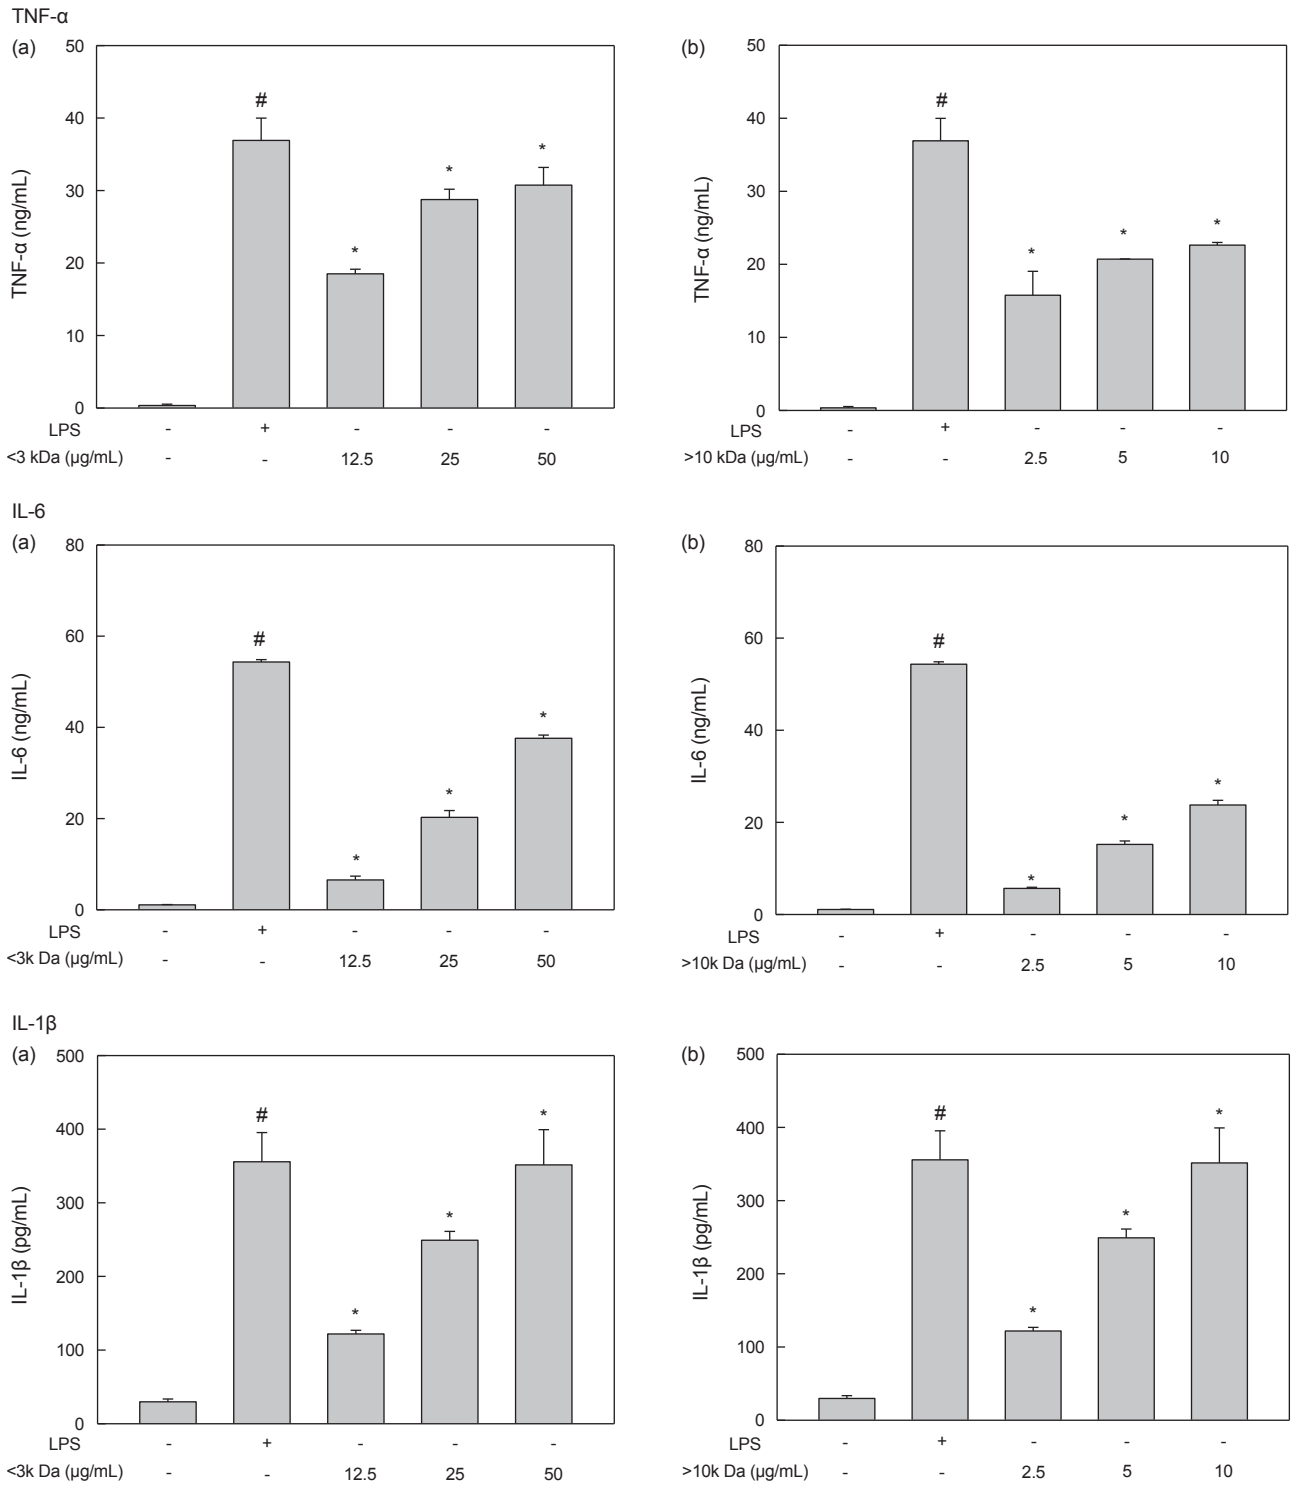 TNF-α
(a)
50
40
30
20
10
0
TNF-α (ng/mL)
#
*
*
*
LPS - + - - -
<3 kDa (µg/mL) - - 12.5 25 50
(b)
50
40
30
20
10
0
TNF-α (ng/mL)
#
*
*
*
LPS - + - - -
>10 kDa (µg/mL) - - 2.5 5 10
IL-6
(a)
80
60
40
20
0
IL-6 (ng/mL)
#
*
*
*
LPS - + - - -
<3k Da (µg/mL) - - 12.5 25 50
(b)
80
60
40
20
0
IL-6 (ng/mL)
#
*
*
*
LPS - + - - -
>10k Da (µg/mL) - - 2.5 5 10
IL-1β
(a)
500
400
300
200
100
0
IL-1β (pg/mL)
#
*
*
*
LPS - + - - -
<3k Da (µg/mL) - - 12.5 25 50
(b)
500
400
300
200
100
0
IL-1β (pg/mL)
#
*
*
*
LPS - + - - -
>10k Da (µg/mL) - - 2.5 5 10